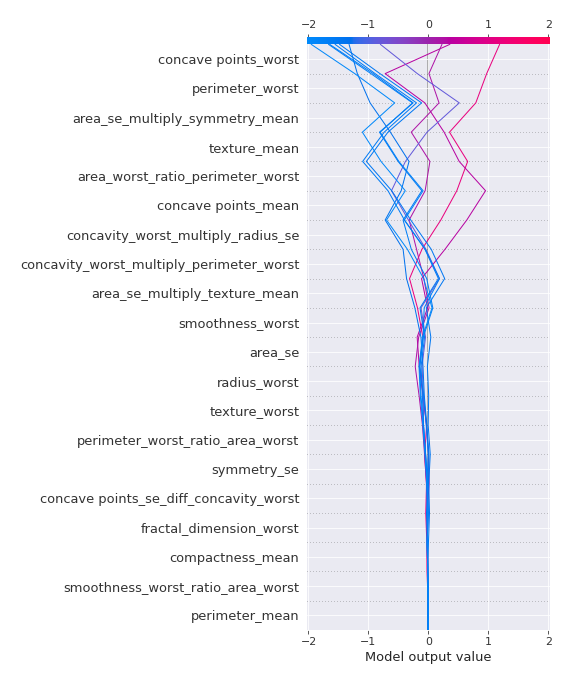 −2 −1 0 1 2
concave points_worst
perimeter_worst
area_se_multiply_symmetry_mean
texture_mean
area_worst_ratio_perimeter_worst
concave points_mean
concavity_worst_multiply_radius_se
concavity_worst_multiply_perimeter_worst
area_se_multiply_texture_mean
smoothness_worst
area_se
radius_worst
texture_worst
perimeter_worst_ratio_area_worst
symmetry_se
concave points_se_diff_concavity_worst
fractal_dimension_worst
compactness_mean
smoothness_worst_ratio_area_worst
perimeter_mean
−2 −1 0 1 2
Model output value